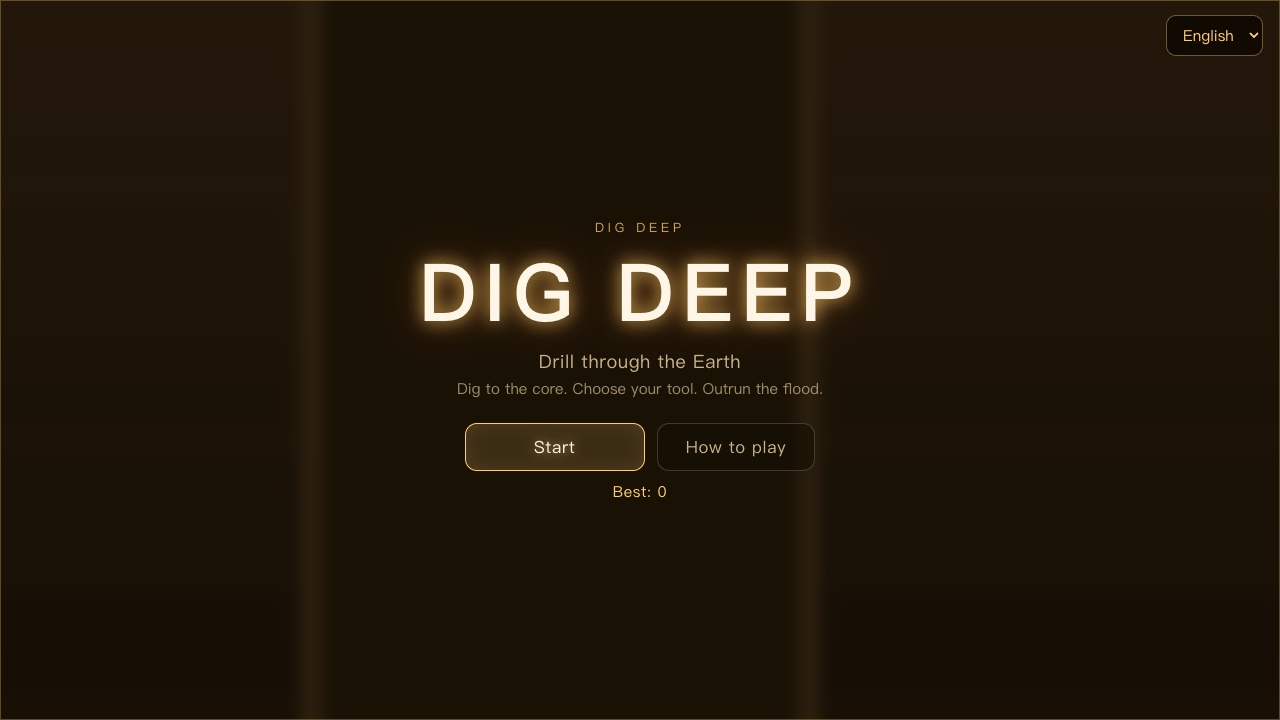 English
DIG DEEP
DIG DEEP
Drill through the Earth
Dig to the core. Choose your tool. Outrun the flood.
Start
How to play
Best: 0